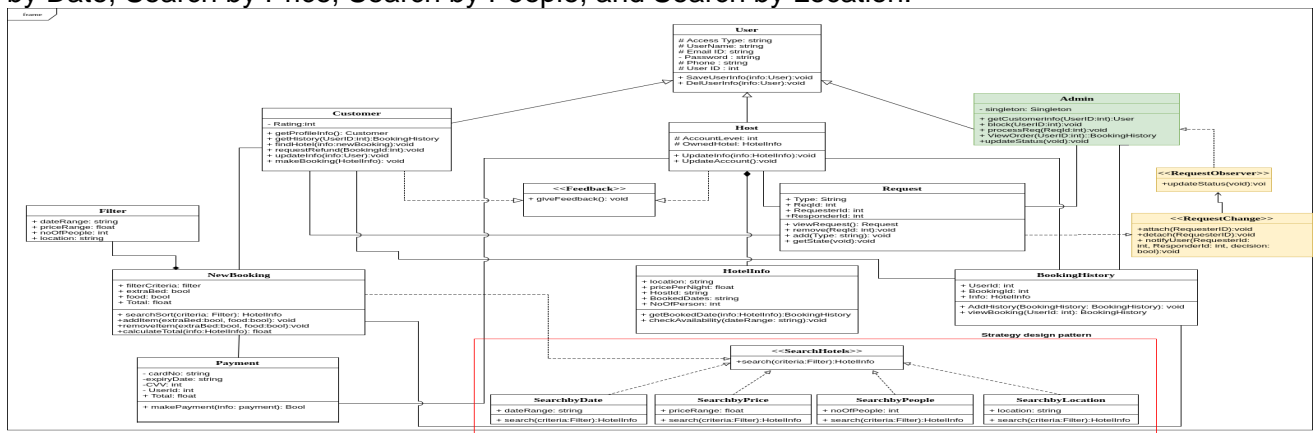 by Date, Search by Price, Search by People, and Search by Location.
fname
User
# Access Type: string
# UserName: string
# Email ID: string
- Password : string
# Phone : string
# User ID : int
+ SaveUserInfo(info:User):void
+ DelUserInfo(info:User):void
Customer
- Rating:int
+ getProfileInfo(): Customer
+ getHistory(UserID:int):BookingHistory
+ findHotel(info:newBooking):void
+ requestRefund(BookingId:int):void
+ updateInfo(info:User):void
+ makeBooking(HotelInfo): void
Host
# AccountLevel: int
# OwnedHotel: HotelInfo
+ UpdateInfo(info:HotelInfo):void
+ UpdateAccount():void
Admin
- singleton: Singleton
+ getCustomerInfo(UserID:int):User
+ block(UserID:int):void
+ processReq(ReqId:int):void
+ ViewOrder(UserID:int):BookingHistory
+updateStatus(void):void
<<RequestObserver>>
+updateStatus(void):voi
<<RequestChange>>
+attach(RequesterID):void
+detach(RequesterID):void
+ notifyUser(RequesterId:
int, ResponderId: int, decision:
bool):void
<<Feedback>>
+ giveFeedback(): void
Request
+ Type: String
+ ReqId: int
+ RequesterId: int
+ResponderId: int
+ viewRequest(): Request
+ remove(ReqId: int):void
+ add(Type: string): void
+ getState(void):void
Filter
+ dateRange: string
+ priceRange: float
+ noOfPeople: int
+ location: string
NewBooking
+ filterCriteria: filter
+ extraBed: bool
+ food: bool
+ Total: float
+ searchSort(criteria: Filter): HotelInfo
+addItem(extraBed:bool, food:bool): void
+removeItem(extraBed:bool, food:bool):void
+calculateTotal(info:HotelInfo): float
HotelInfo
+ location: string
+ pricePerNight: float
+ HostId: string
+ BookedDates: string
+ NoOfPerson: int
+ getBookedDate(info:HotelInfo):BookingHistory
+ checkAvailability(dateRange: string):void
BookingHistory
+ UserId: int
+ BookingId: int
+ Info: HotelInfo
+ AddHistory(BookingHistory: BookingHistory): void
+ viewBooking(UserId: int): BookingHistory
Payment
- cardNo: string
-expiryDate: string
-CVV: int
- UserId: int
+ Total: float
+ makePayment(info: payment): Bool
Strategy design pattern
<<SearchHotels>>
+search(criteria:Filter):HotelInfo
SearchbyDate
+ dateRange: string
+ search(criteria:Filter):HotelInfo
SearchbyPrice
+ priceRange: float
+ search(criteria:Filter):HotelInfo
SearchbyPeople
+ noOfPeople: int
+ search(criteria:Filter):HotelInfo
SearchbyLocation
+ location: string
+ search(criteria:Filter):HotelInfo